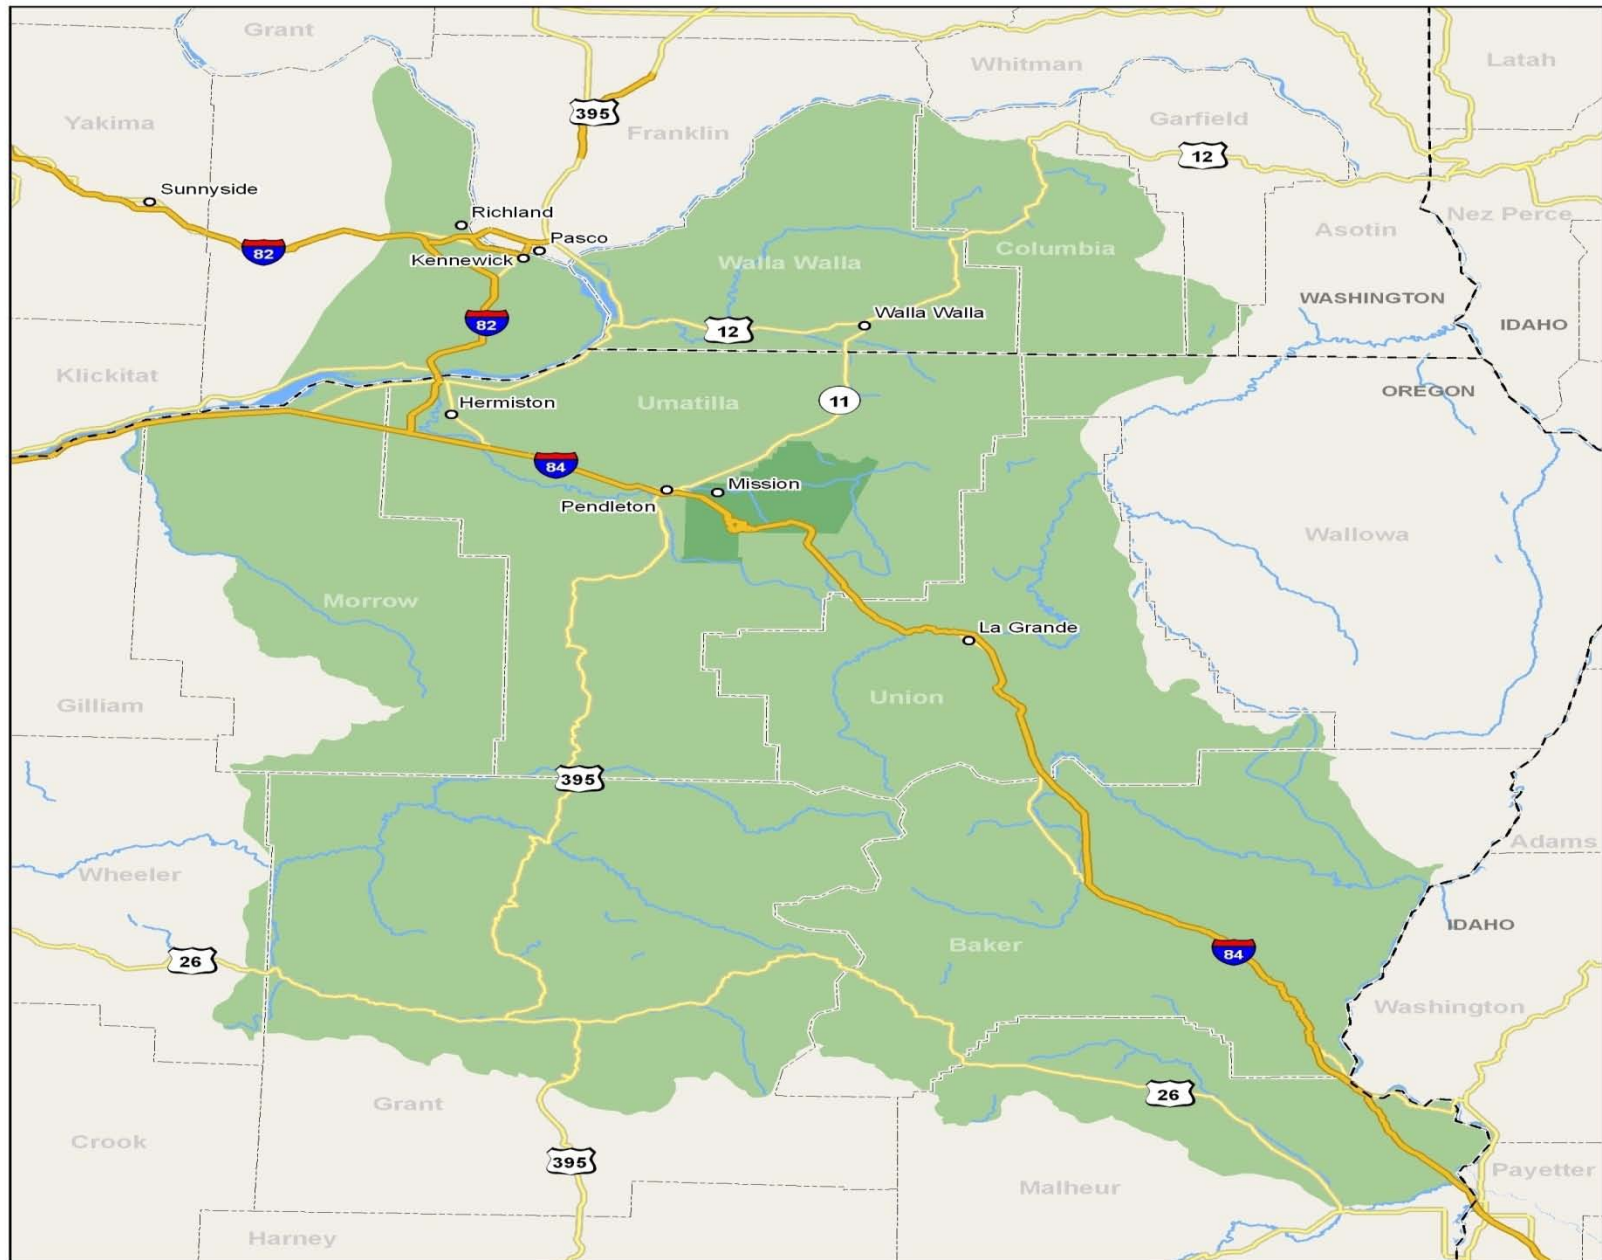 Grant
Latah
Whitman
395
Yakima
Franklin
Garfield
12
Sunnyside
Richland
Nez Perce
Pasco
Asotin
82
Kennewick
Columbia
Walla Walla
WASHINGTON
Walla Walla
82
12
IDAHO
Klickitat
OREGON
Hermiston
Umatilla
11
84
Mission
Pendleton
Wallowa
Morrow
La Grande
Union
Gilliam
395
Adams
Wheeler
IDAHO
Baker
84
26
Washington
26
Grant
Crook
395
Payetter
Malheur
Harney